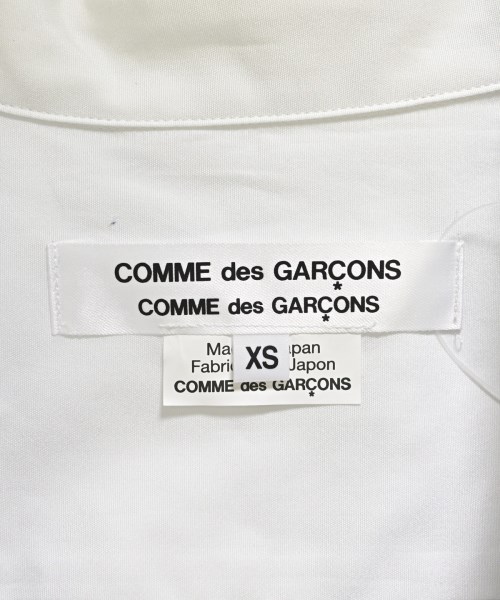 COMME des GARÇONS
COMME des GARÇONS
XS
Ma apan
Fabri Japon
COMME des GARÇONS